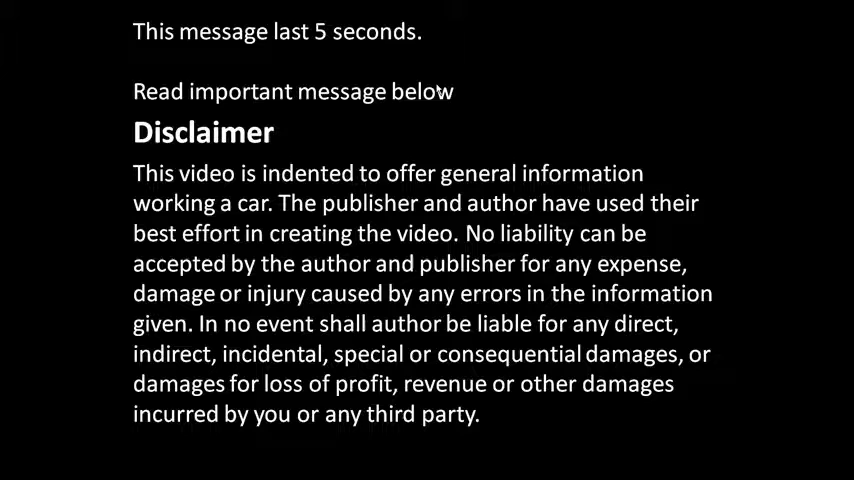 This message last 5 seconds.
Read important message below
Disclaimer
This video is indented to offer general information
working a car. The publisher and author have used their
best effort in creating the video. No liability can be
accepted by the author and publisher for any expense,
damage or injury caused by any errors in the information
given. In no event shall author be liable for any direct,
indirect, incidental, special or consequential damages, or
damages for loss of profit, revenue or other damages
incurred by you or any third party.